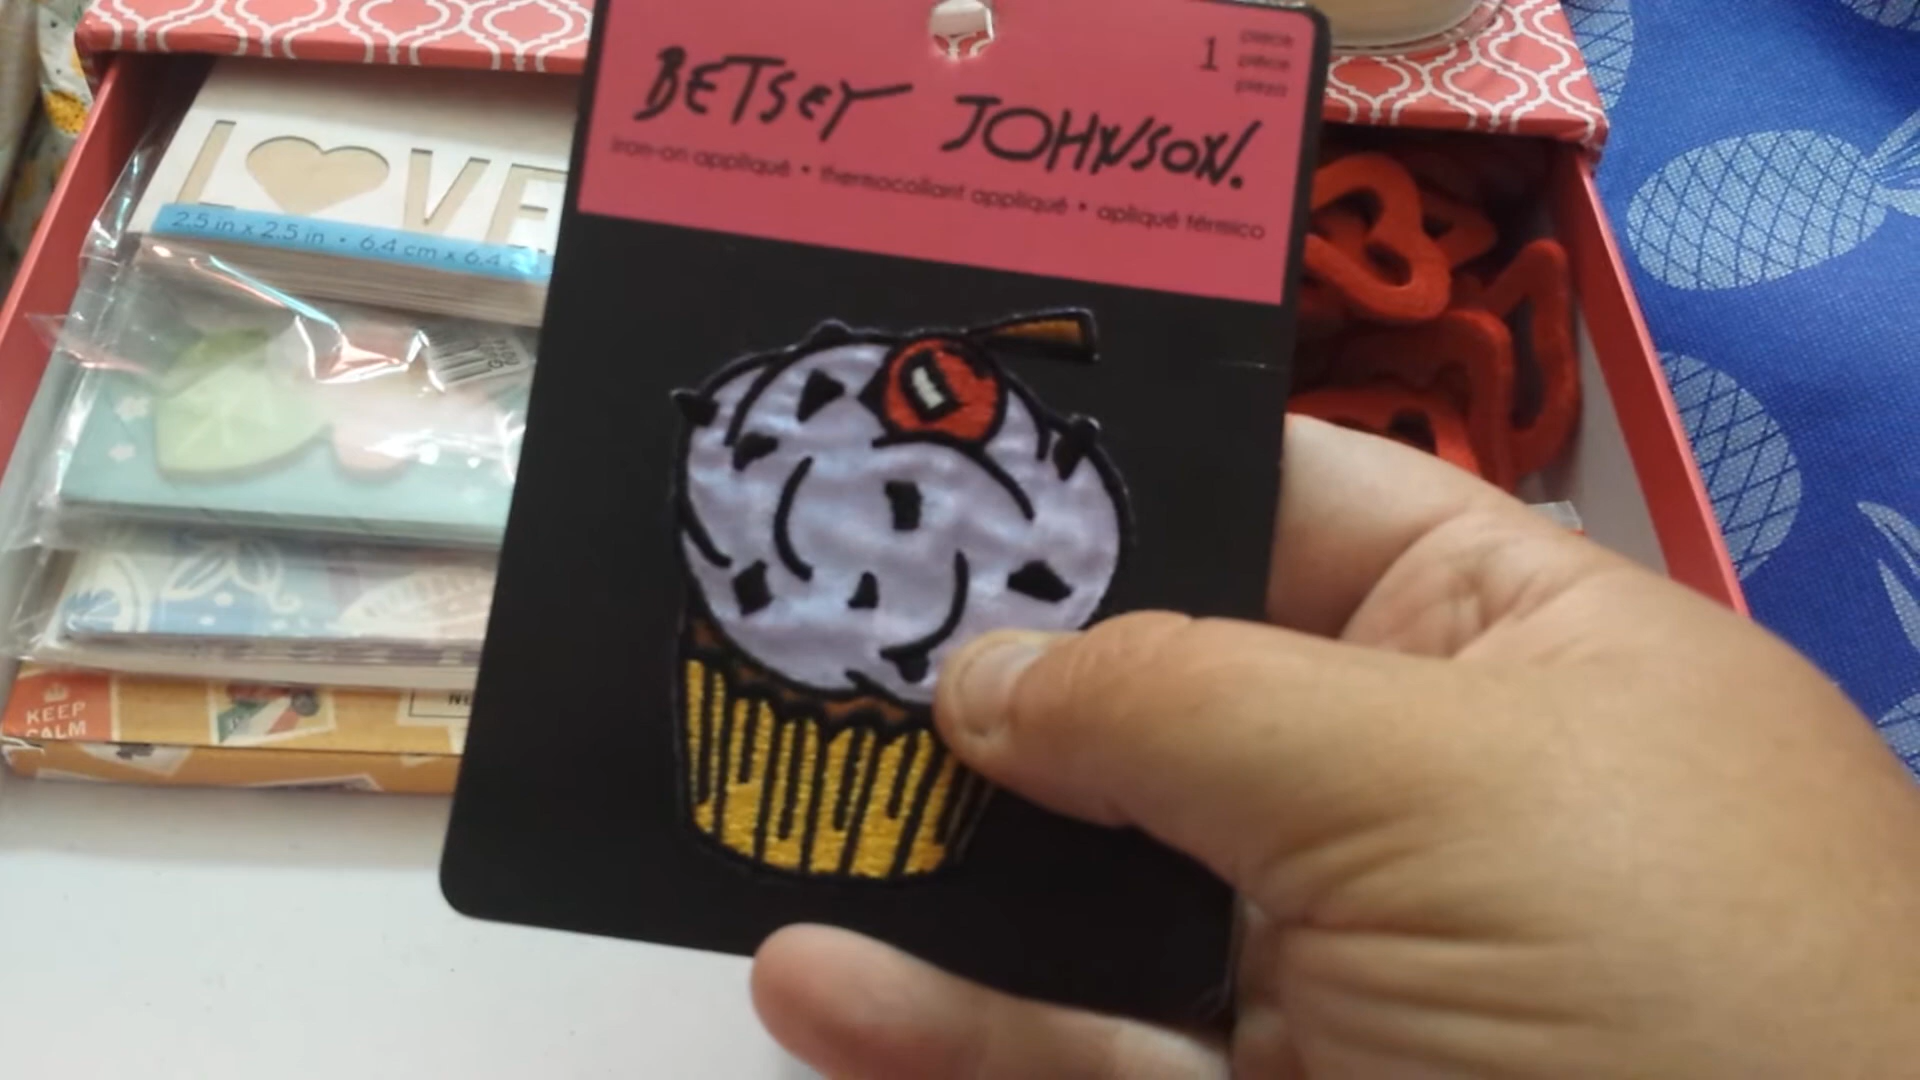 BETSEY JOHNSON.
1 piece
pièce
pieza
iron-on appliqué • thermocollant appliqué • apliqué térmico
LOVE
2.5 in x 2.5 in • 6.4 cm x 6.4
KEEP
CALM